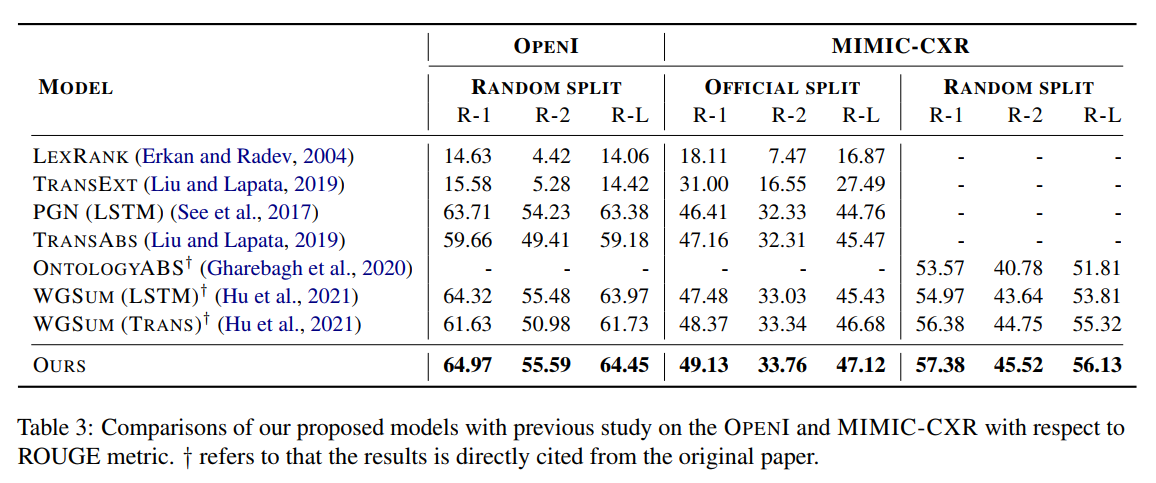 OPENI MIMIC-CXR
MODEL RANDOM SPLIT OFFICIAL SPLIT RANDOM SPLIT
R-1 R-2 R-L R-1 R-2 R-L R-1 R-2 R-L
LEXRANK (Erkan and Radev, 2004) 14.63 4.42 14.06 18.11 7.47 16.87 - - -
TRANSEXT (Liu and Lapata, 2019) 15.58 5.28 14.42 31.00 16.55 27.49 - - -
PGN (LSTM) (See et al., 2017) 63.71 54.23 63.38 46.41 32.33 44.76 - - -
TRANSABS (Liu and Lapata, 2019) 59.66 49.41 59.18 47.16 32.31 45.47 - - -
ONTOLOGYABS† (Gharebagh et al., 2020) - - - - - - 53.57 40.78 51.81
WGSUM (LSTM)† (Hu et al., 2021) 64.32 55.48 63.97 47.48 33.03 45.43 54.97 43.64 53.81
WGSUM (TRANS)† (Hu et al., 2021) 61.63 50.98 61.73 48.37 33.34 46.68 56.38 44.75 55.32
OURS 64.97 55.59 64.45 49.13 33.76 47.12 57.38 45.52 56.13
Table 3: Comparisons of our proposed models with previous study on the OPENI and MIMIC-CXR with respect to
ROUGE metric. † refers to that the results is directly cited from the original paper.